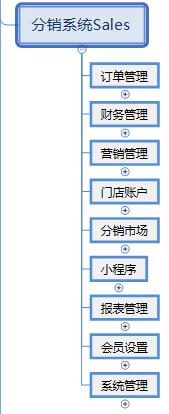 分销系统Sales
订单管理
财务管理
营销管理
门店账户
分销市场
小程序
报表管理
会员设置
系统管理